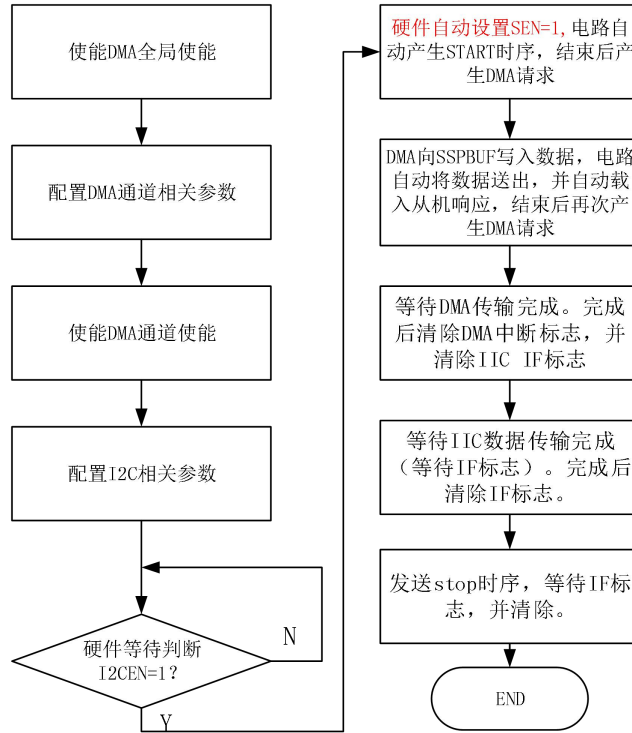 使能DMA全局使能
配置DMA通道相关参数
使能DMA通道使能
配置I2C相关参数
硬件等待判断
I2CEN=1?
N
Y
硬件自动设置SEN=1,电路自
动产生START时序，结束后产
生DMA请求
DMA向SSPBUF写入数据，电路
自动将数据送出，并自动载
入从机响应，结束后再次产
生DMA请求
等待DMA传输完成。完成
后清除DMA中断标志，并
清除IIC IF标志
等待IIC数据传输完成
（等待IF标志）。完成后
清除IF标志。
发送stop时序，等待IF标
志，并清除。
END